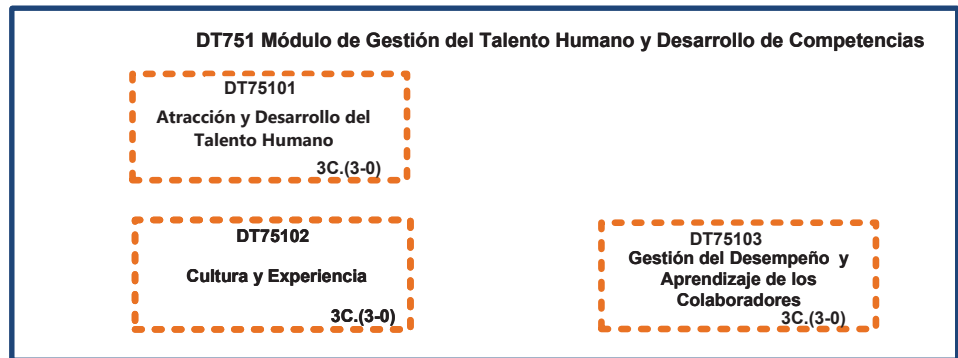 DT751 Módulo de Gestión del Talento Humano y Desarrollo de Competencias
DT75101
Atracción y Desarrollo del
Talento Humano
3C.(3-0)
DT75102
Cultura y Experiencia
3C.(3-0)
DT75103
Gestión del Desempeño y
Aprendizaje de los
Colaboradores
3C.(3-0)